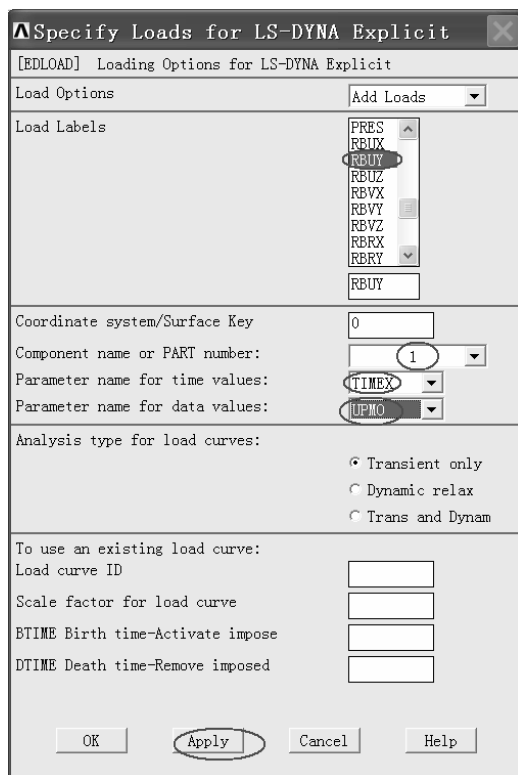 Specify Loads for LS-DYNA Explicit
[EDLOAD] Loading Options for LS-DYNA Explicit
Load Options
Add Loads
Load Labels
PRES
RBUX
RBUY
RBUZ
RBVX
RBVY
RBVZ
RBRX
RBRY
RBUY
Coordinate system/Surface Key
0
Component name or PART number:
1
Parameter name for time values:
TIMEX
Parameter name for data values:
UPMO
Analysis type for load curves:
Transient only
Dynamic relax
Trans and Dynam
To use an existing load curve:
Load curve ID
Scale factor for load curve
BTIME Birth time-Activate impose
DTIME Death time-Remove imposed
OK Apply Cancel Help